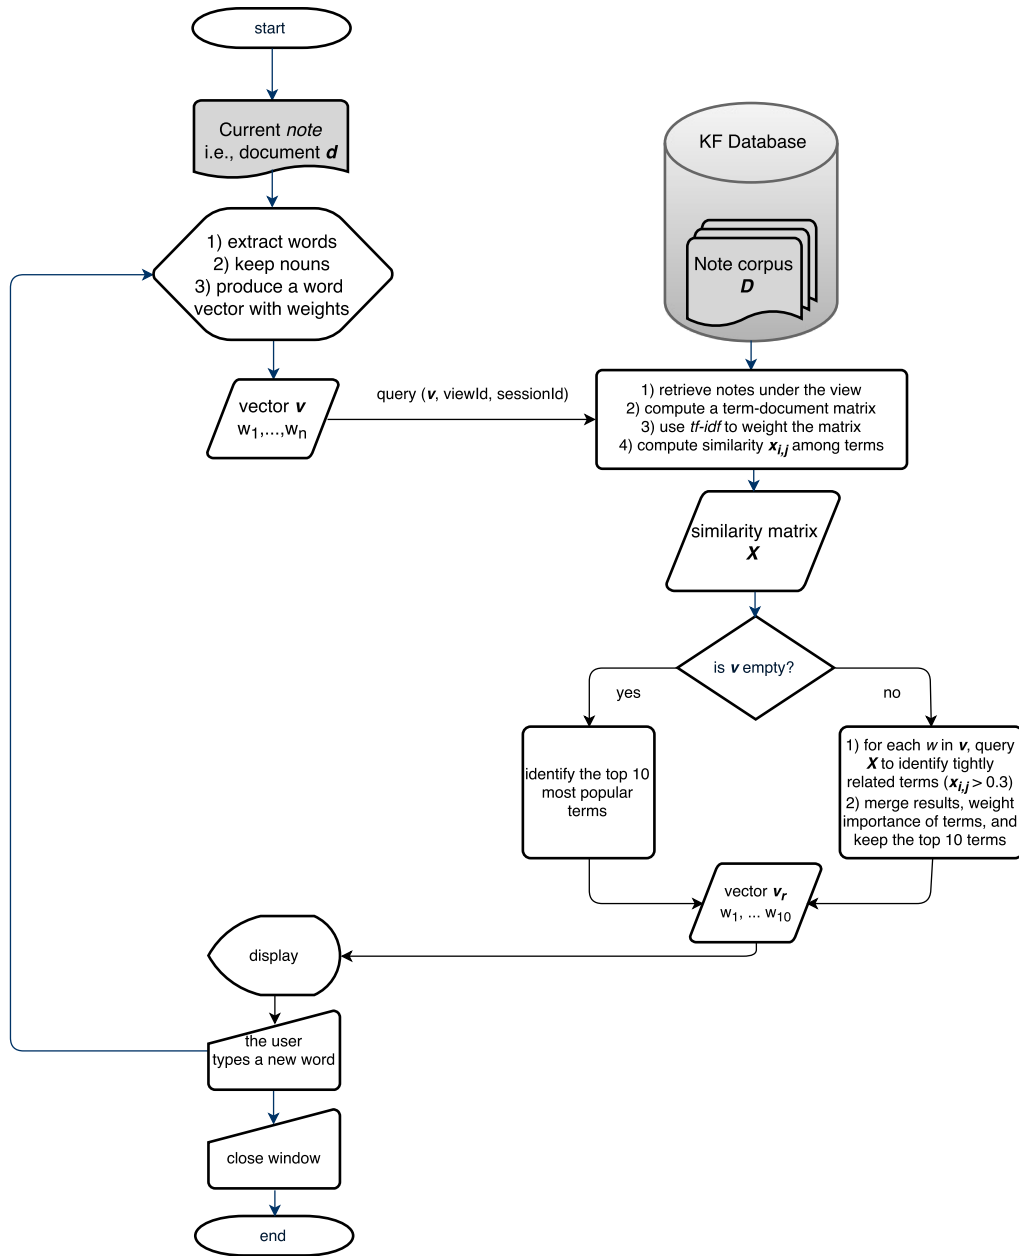 start
Current note
i.e., document d
KF Database
Note corpus
D
1) extract words
2) keep nouns
3) produce a word
vector with weights
vector v
w1,...,wn
query (v, viewId, sessionId)
1) retrieve notes under the view
2) compute a term-document matrix
3) use tf-idf to weight the matrix
4) compute similarity xi,j among terms
similarity matrix
X
is v empty?
yes
no
identify the top 10
most popular
terms
1) for each w in v, query
X to identify tightly
related terms (xi,j > 0.3)
2) merge results, weight
importance of terms, and
keep the top 10 terms
vector vr
w1, ... w10
display
the user
types a new word
close window
end